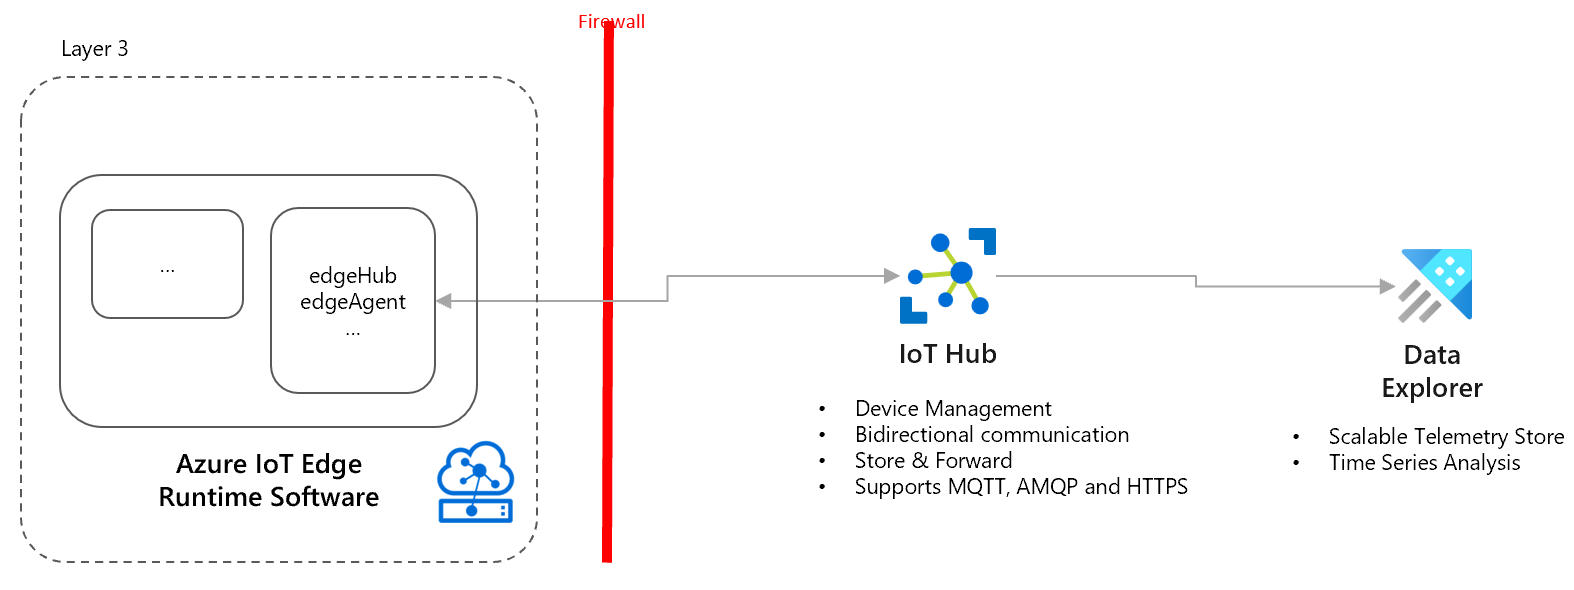 Firewall
Layer 3
...
edgeHub
edgeAgent
...
Azure IoT Edge
Runtime Software
IoT Hub
• Device Management
• Bidirectional communication
• Store & Forward
• Supports MQTT, AMQP and HTTPS
Data
Explorer
• Scalable Telemetry Store
• Time Series Analysis